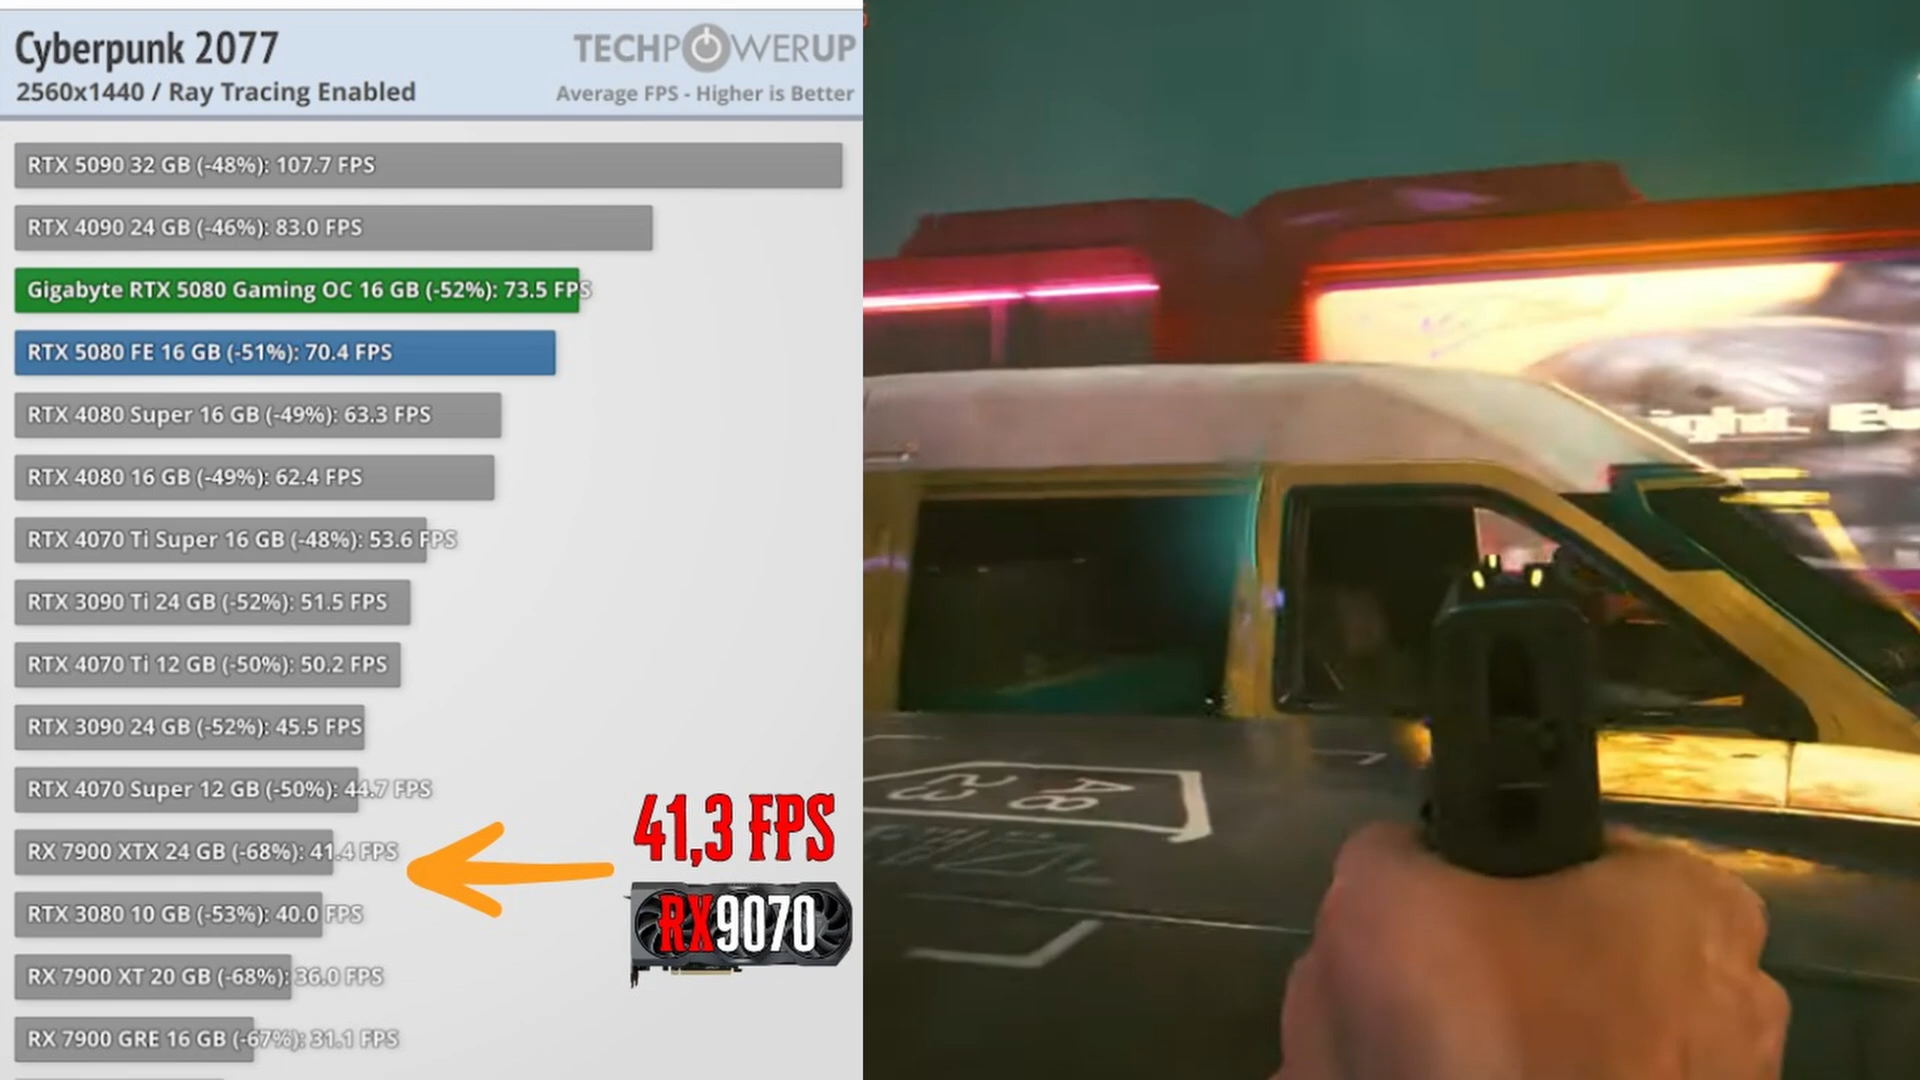 Cyberpunk 2077
2560x1440 / Ray Tracing Enabled
TECHPOWERUP
Average FPS - Higher is Better
RTX 5090 32 GB (-48%): 107.7 FPS
RTX 4090 24 GB (-46%): 83.0 FPS
Gigabyte RTX 5080 Gaming OC 16 GB (-52%): 73.5 FPS
RTX 5080 FE 16 GB (-51%): 70.4 FPS
RTX 4080 Super 16 GB (-49%): 63.3 FPS
RTX 4080 16 GB (-49%): 62.4 FPS
RTX 4070 Ti Super 16 GB (-48%): 53.6 FPS
RTX 3090 Ti 24 GB (-52%): 51.5 FPS
RTX 4070 Ti 12 GB (-50%): 50.2 FPS
RTX 3090 24 GB (-52%): 45.5 FPS
RTX 4070 Super 12 GB (-50%): 44.7 FPS
RX 7900 XTX 24 GB (-68%): 41.4 FPS
RTX 3080 10 GB (-53%): 40.0 FPS
RX 7900 XT 20 GB (-68%): 36.0 FPS
RX 7900 GRE 16 GB (-67%): 31.1 FPS
41,3 FPS
RX9070
A8
23